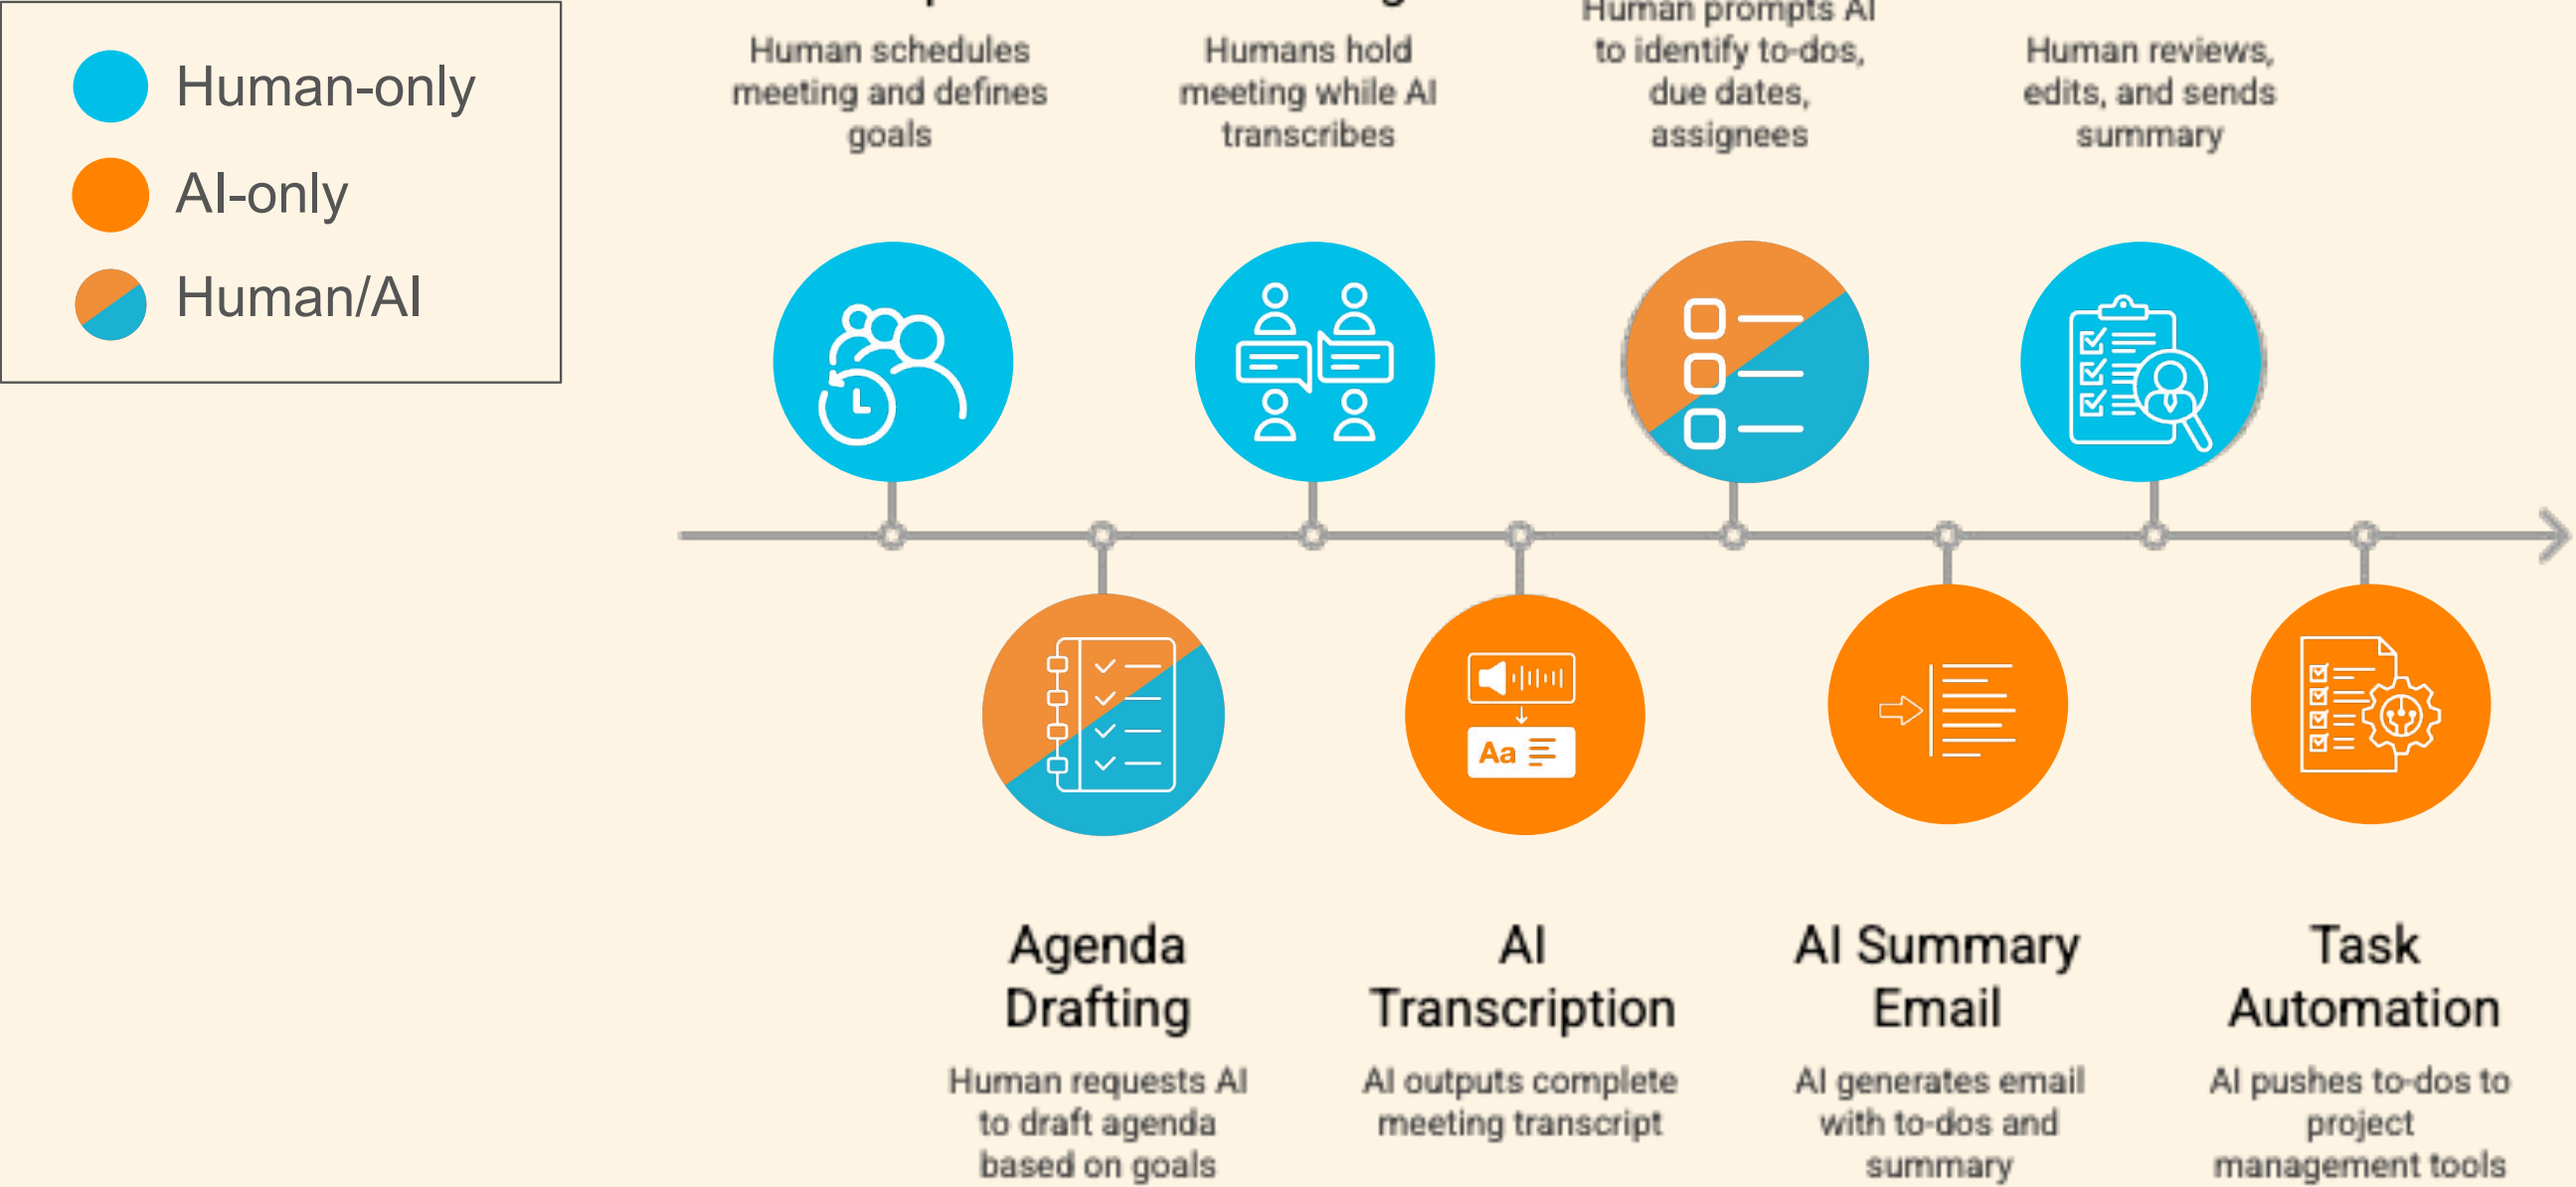 Human-only
AI-only
Human/AI
Human schedules
meeting and defines
goals
Humans hold
meeting while AI
transcribes
Human prompts AI
to identify to-dos,
due dates,
assignees
Human reviews,
edits, and sends
summary
Aa
Agenda
Drafting
Human requests AI
to draft agenda
based on goals
AI
Transcription
AI outputs complete
meeting transcript
AI Summary
Email
AI generates email
with to-dos and
summary
Task
Automation
AI pushes to-dos to
project
management tools